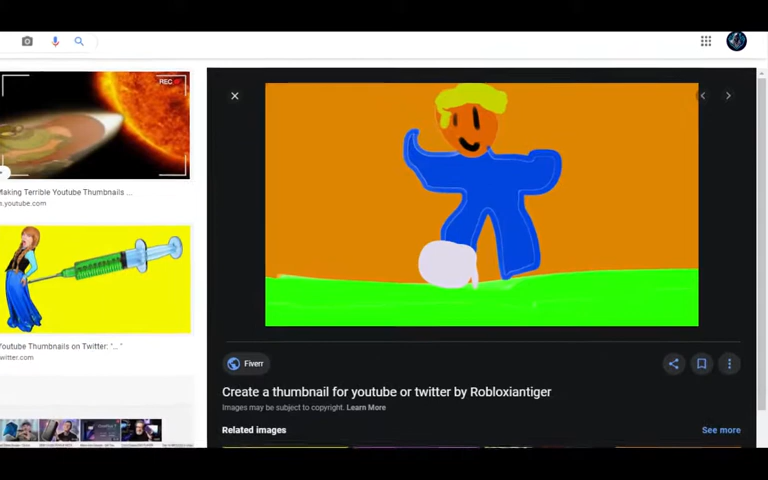 REC
Making Terrible Youtube Thumbnails ...
s.youtube.com
Youtube Thumbnails on Twitter: "... "
witter.com
Fiverr
Create a thumbnail for youtube or twitter by Robloxiantiger
Images may be subject to copyright. Learn More
Related images
See more